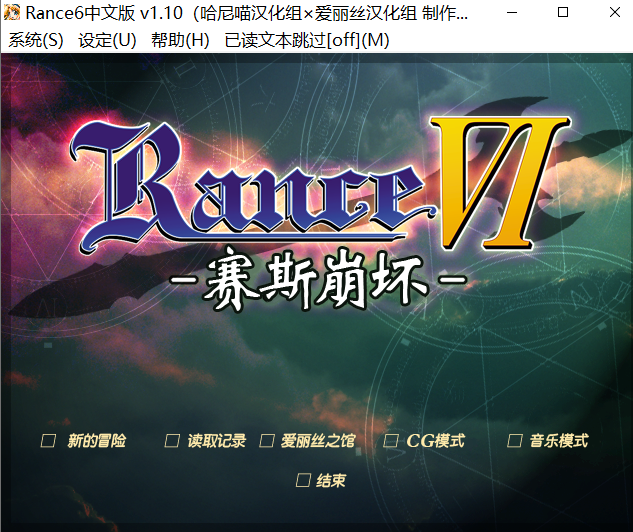 Rance6中文版 v1.10（哈尼喵汉化组×爱丽丝汉化组 制作...
系统(S) 设定(U) 帮助(H) 已读文本跳过[off](M)
Rance VI
-赛斯崩坏-
新的冒险 读取记录 爱丽丝之馆 CG模式 音乐模式
结束